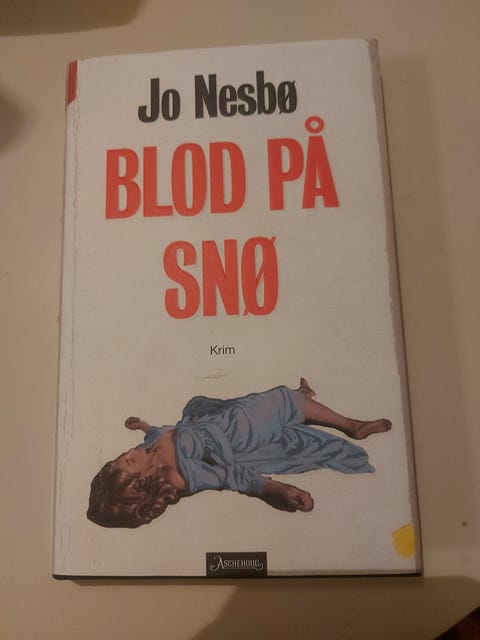 Jo Nesbø
BLOD PÅ
SNØ
Krim
ASCHEHOUG